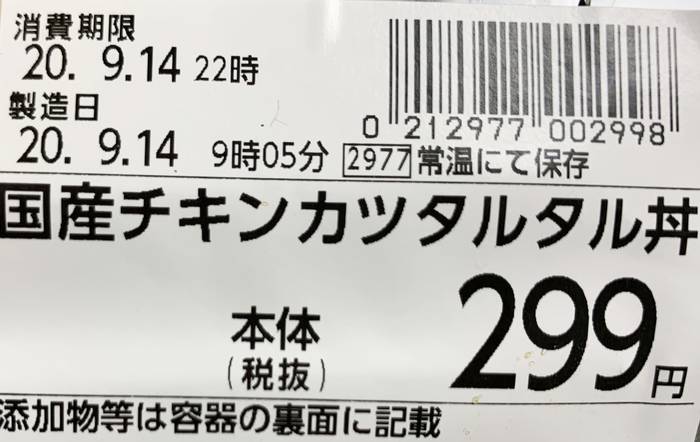 消費期限
20. 9.14 22時
製造日
20. 9.14 9時05分
0 212977 002998
2977 常温にて保存
国産チキンカツタルタル丼
本体
(税抜)
299円
添加物等は容器の裏面に記載